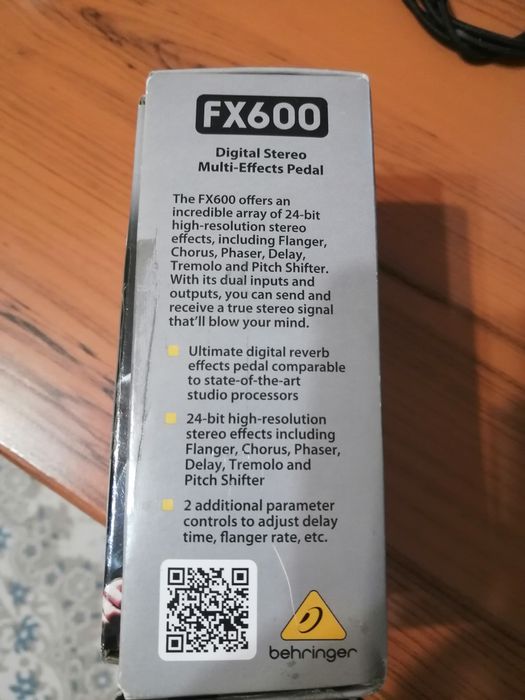 FX600
Digital Stereo
Multi-Effects Pedal
The FX600 offers an
incredible array of 24-bit
high-resolution stereo
effects, including Flanger,
Chorus, Phaser, Delay,
Tremolo and Pitch Shifter.
With its dual inputs and
outputs, you can send and
receive a true stereo signal
that'll blow your mind.
Ultimate digital reverb
effects pedal comparable
to state-of-the-art
studio processors
24-bit high-resolution
stereo effects including
Flanger, Chorus, Phaser,
Delay, Tremolo and
Pitch Shifter
2 additional parameter
controls to adjust delay
time, flanger rate, etc.
behringer